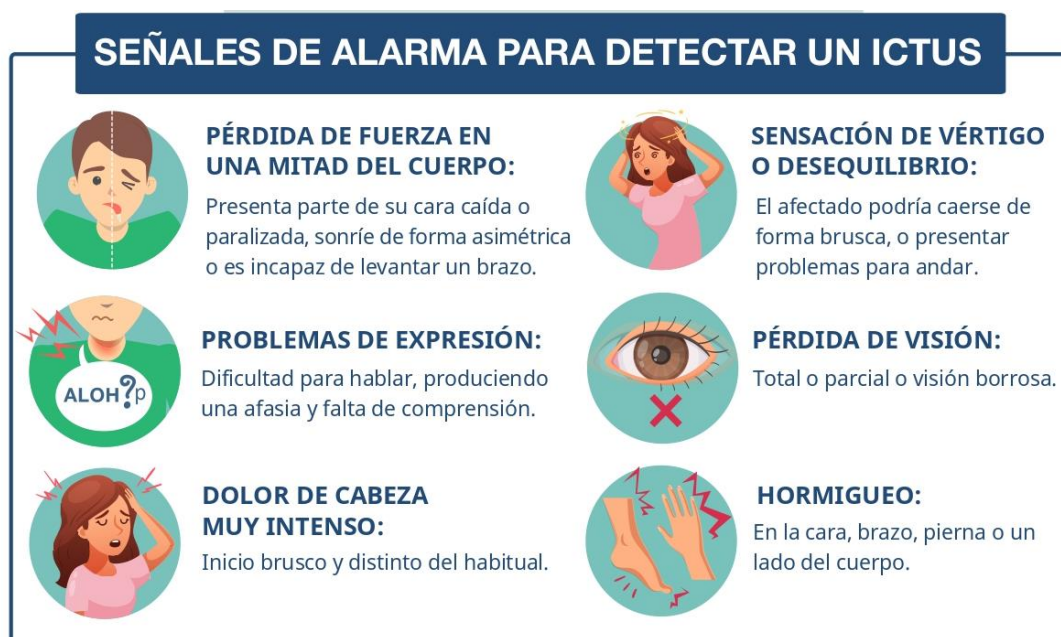 SEÑALES DE ALARMA PARA DETECTAR UN ICTUS
PÉRDIDA DE FUERZA EN
UNA MITAD DEL CUERPO:
Presenta parte de su cara caída o
paralizada, sonríe de forma asimétrica
o es incapaz de levantar un brazo.
SENSACIÓN DE VÉRTIGO
O DESEQUILIBRIO:
El afectado podría caerse de
forma brusca, o presentar
problemas para andar.
ALOH?p
PROBLEMAS DE EXPRESIÓN:
Dificultad para hablar, produciendo
una afasia y falta de comprensión.
PÉRDIDA DE VISIÓN:
Total o parcial o visión borrosa.
DOLOR DE CABEZA
MUY INTENSO:
Inicio brusco y distinto del habitual.
HORMIGUEO:
En la cara, brazo, pierna o un
lado del cuerpo.